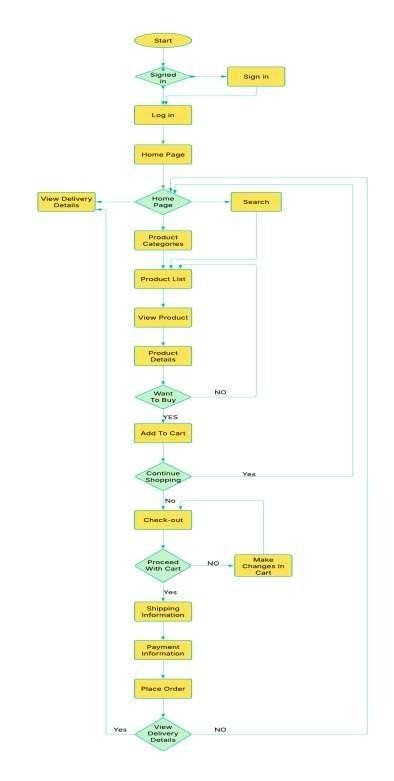 Start
Signed
in
Sign in
Log in
Home Page
View Delivery
Details
Home
Page
Search
Product
Categories
Product List
View Product
Product
Details
Want
To Buy
NO
YES
Add To Cart
Continue
Shopping
Yes
No
Check-out
Proceed
With Cart
NO
Make
Changes In
Cart
Yes
Shipping
Information
Payment
Information
Place Order
Yes
View
Delivery
Details
NO